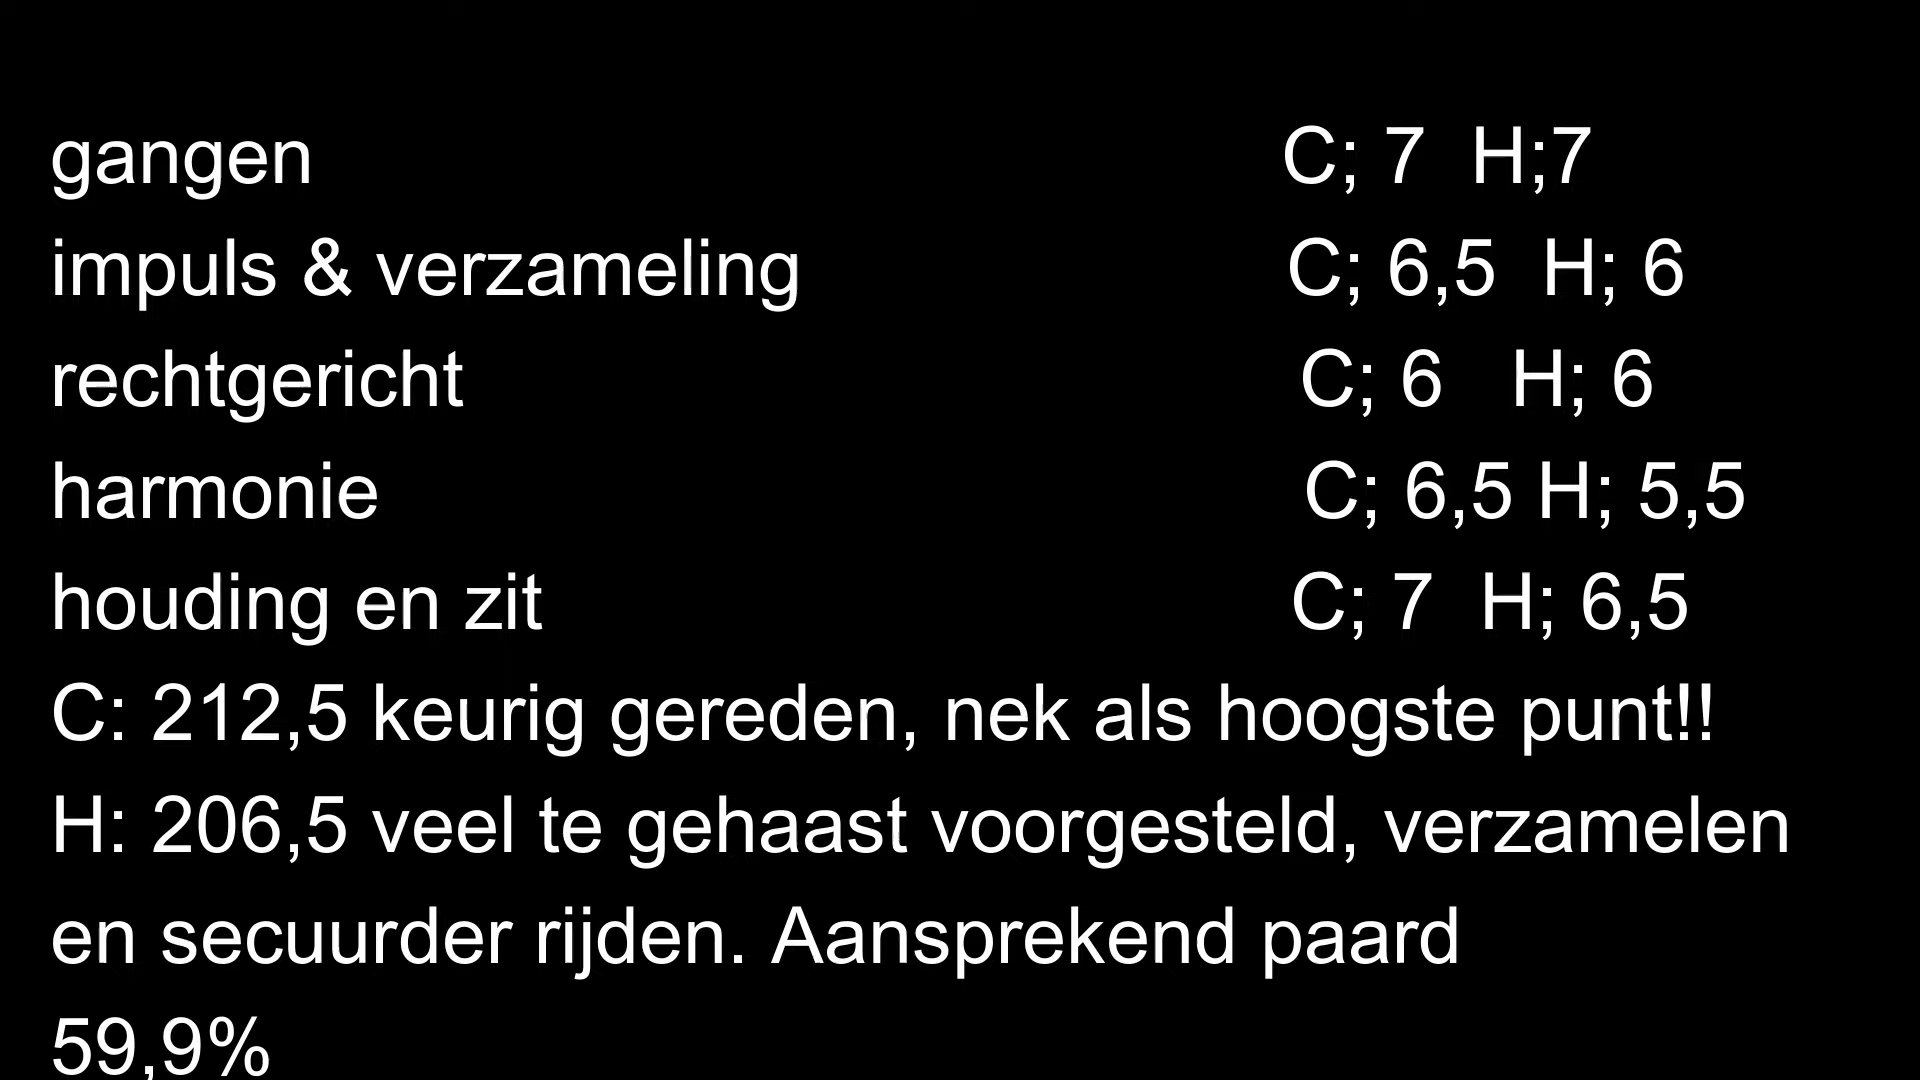 gangen C; 7 H;7
impuls & verzameling C; 6,5 H; 6
rechtgericht C; 6 H; 6
harmonie C; 6,5 H; 5,5
houding en zit C; 7 H; 6,5
C: 212,5 keurig gereden, nek als hoogste punt!!
H: 206,5 veel te gehaast voorgesteld, verzamelen
en secuurder rijden. Aansprekend paard
59,9%